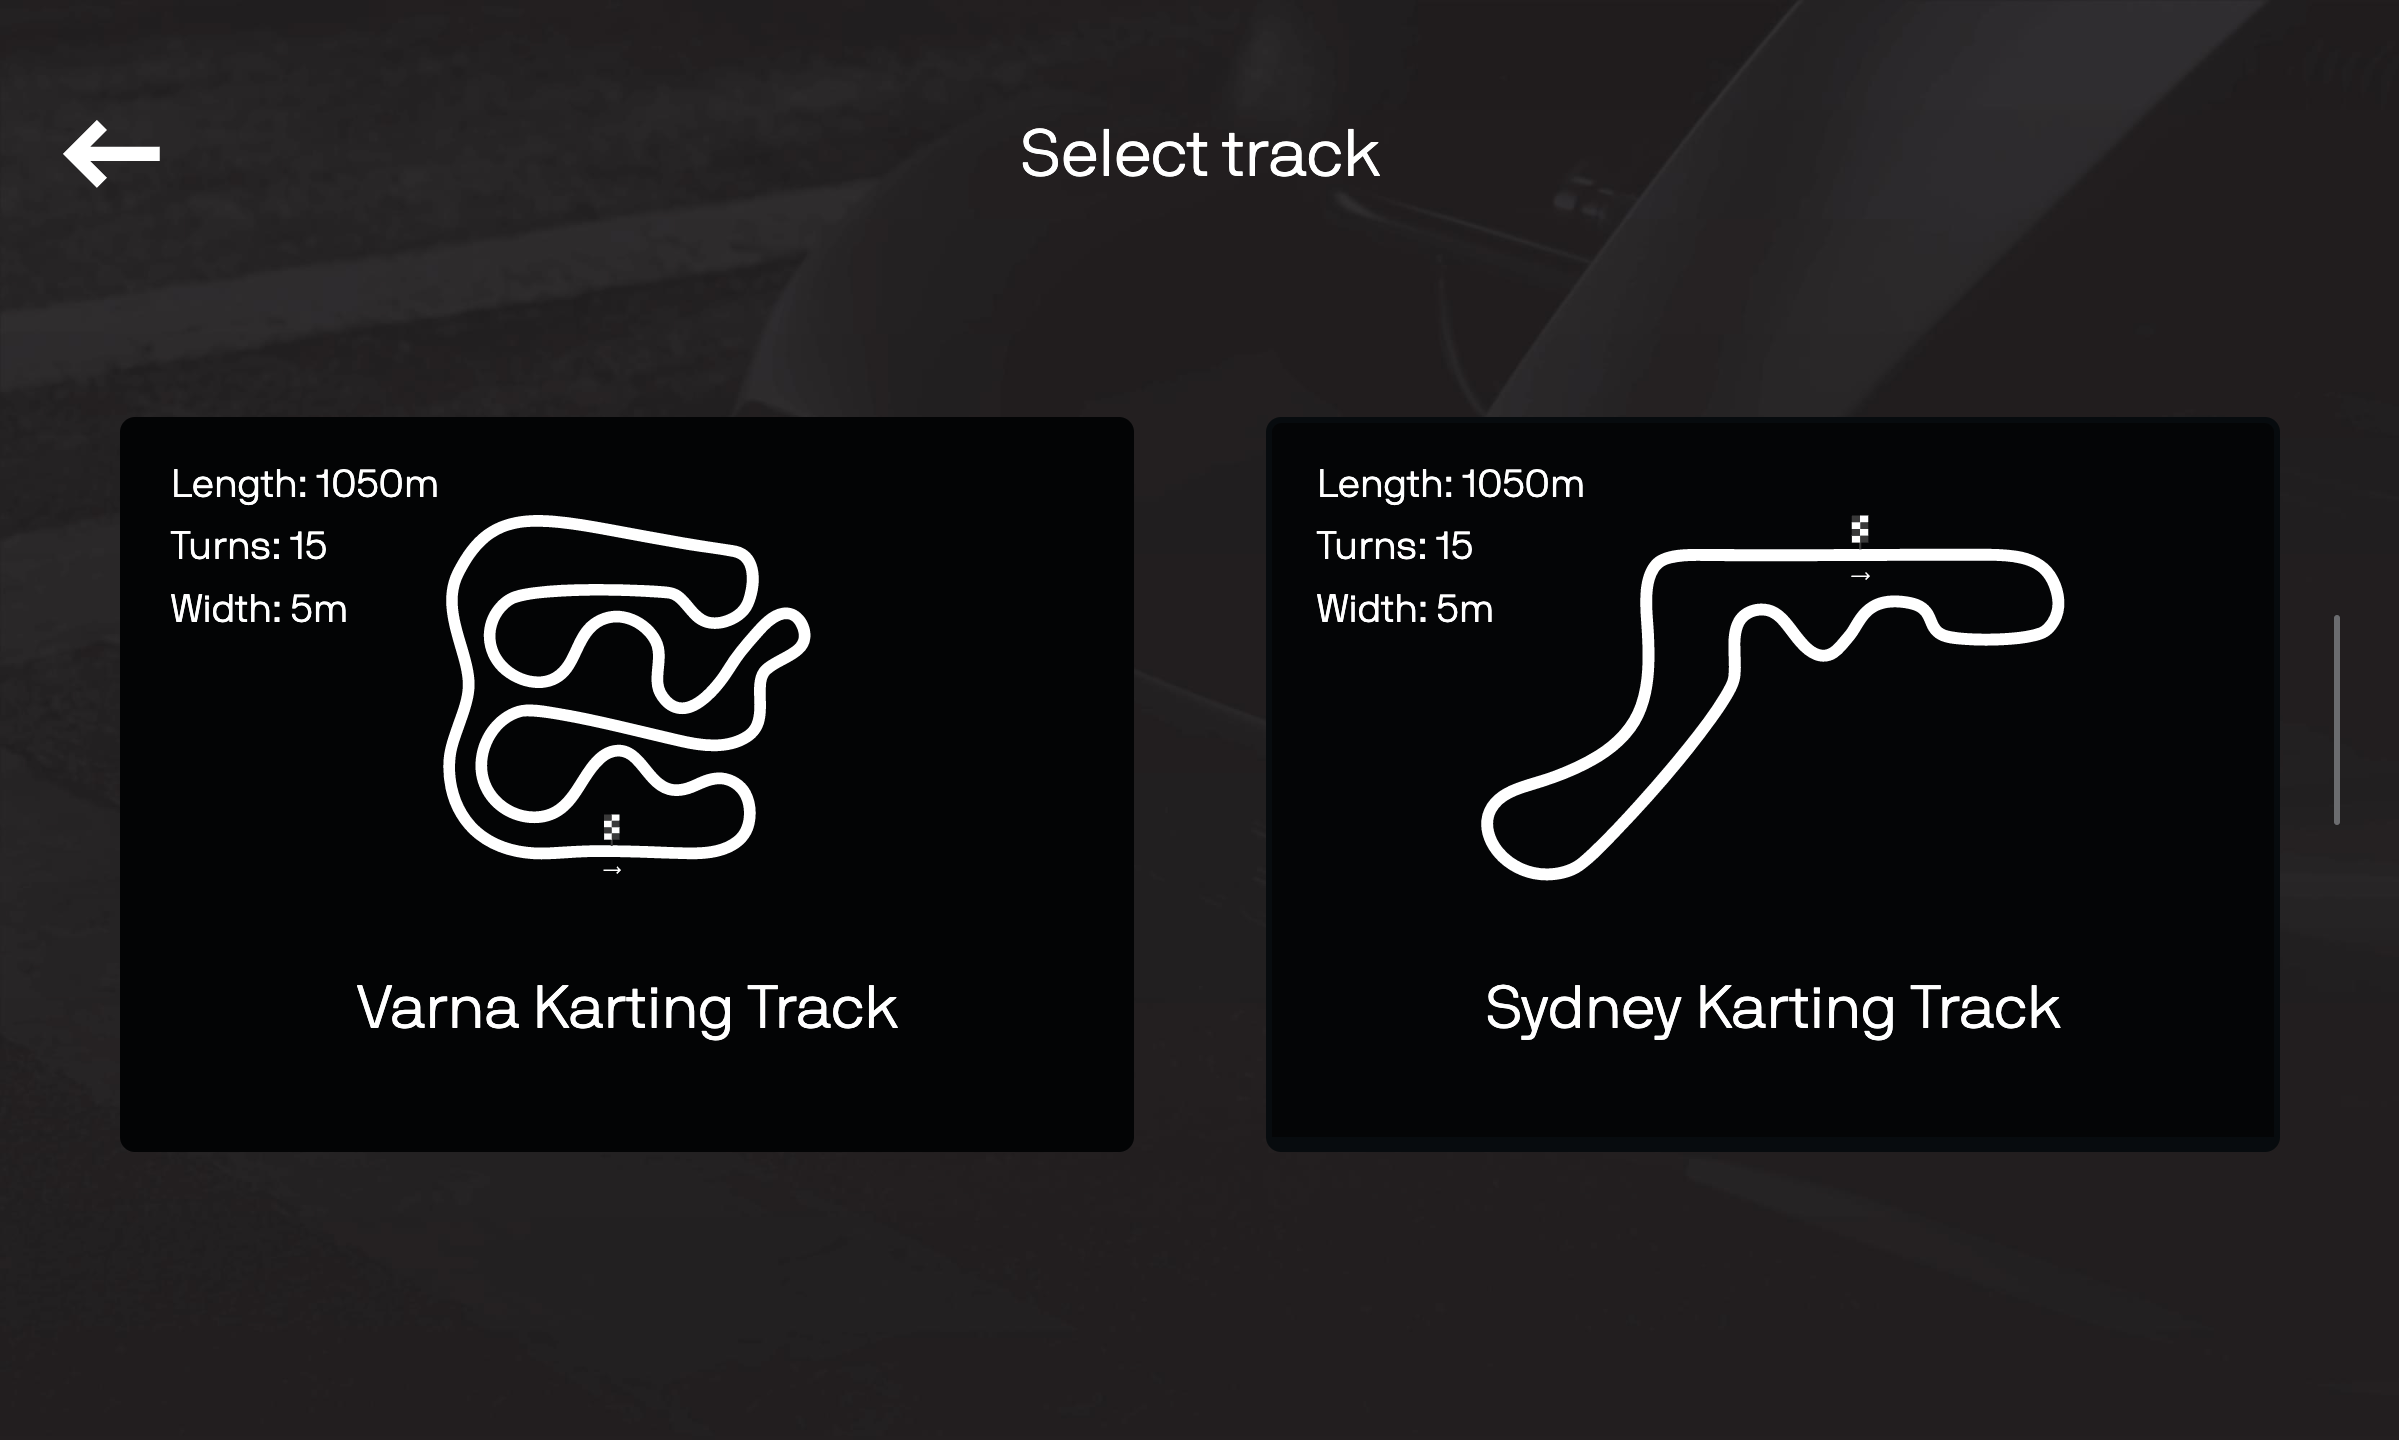 Select track
Length: 1050m
Turns: 15
Width: 5m
Varna Karting Track
Length: 1050m
Turns: 15
Width: 5m
Sydney Karting Track